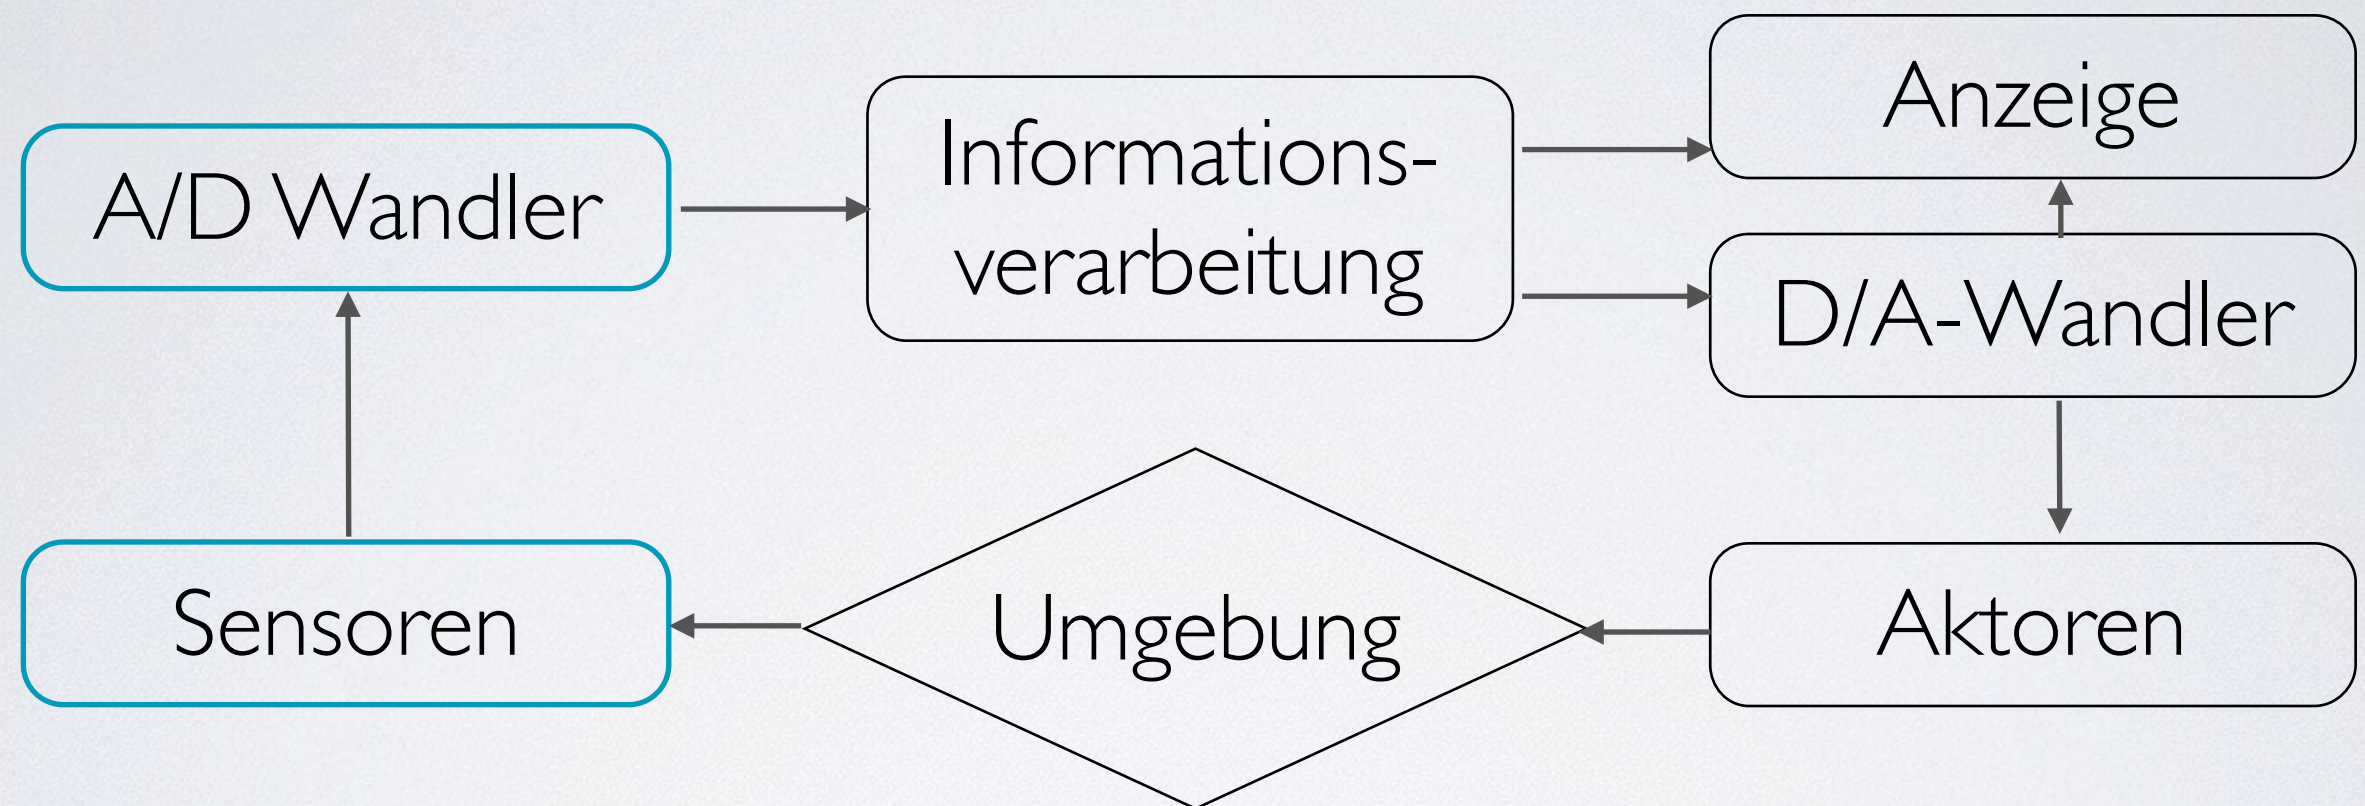 A/D Wandler
Informations-
verarbeitung
Anzeige
D/A-Wandler
Sensoren
Umgebung
Aktoren